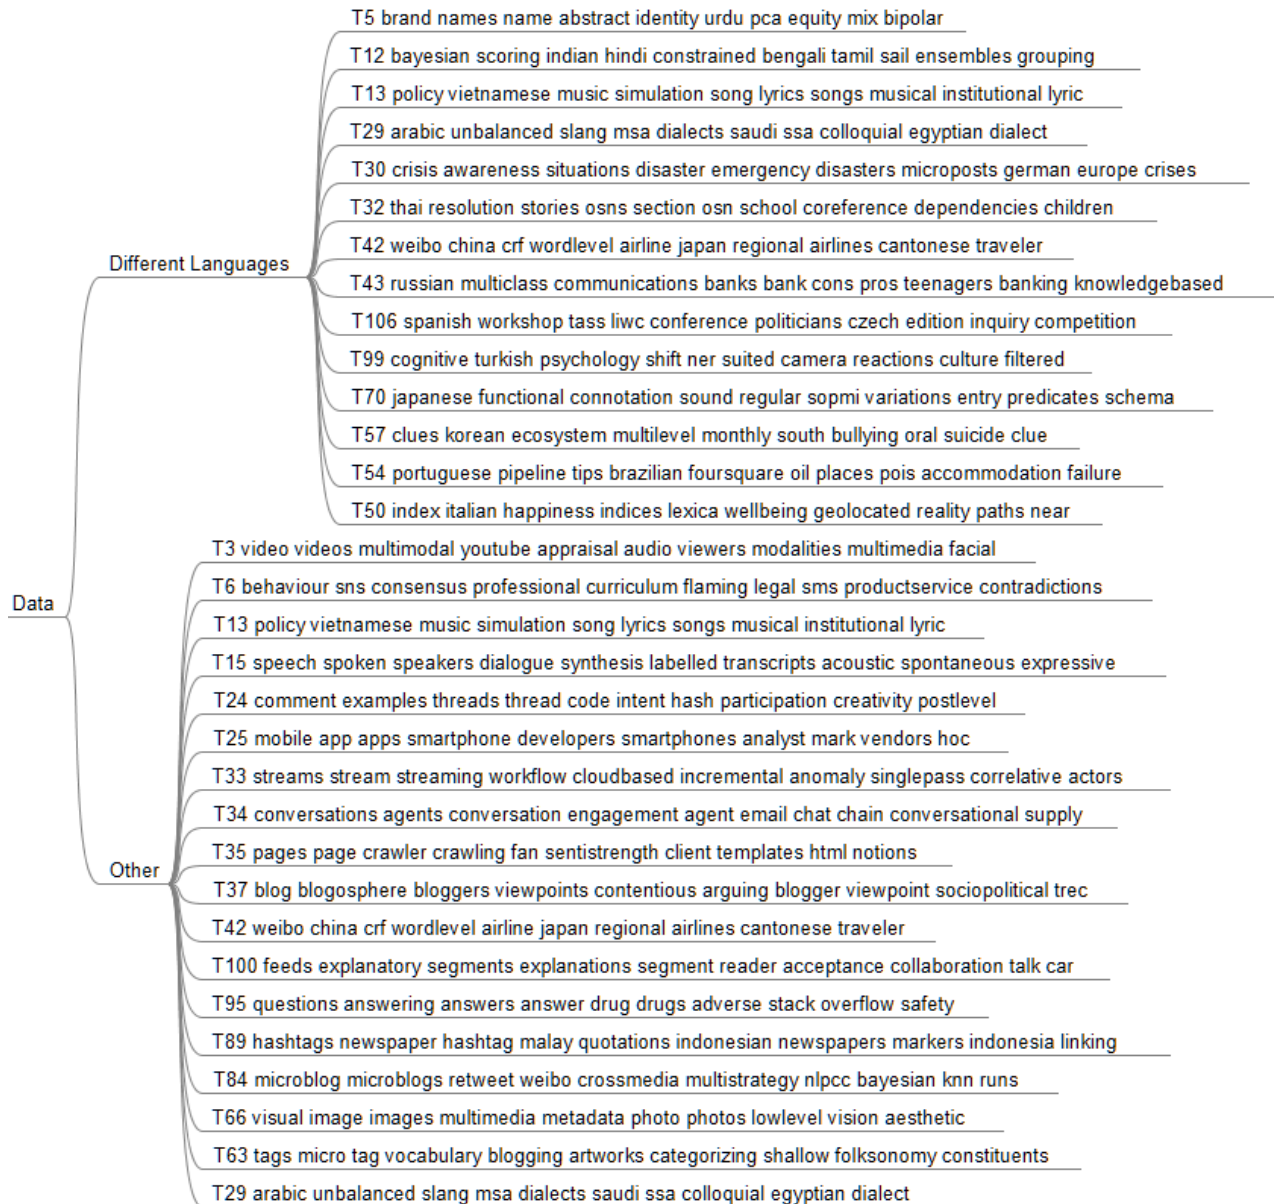 T5 brand names name abstract identity urdu pca equity mix bipolar
T12 bayesian scoring indian hindi constrained bengali tamil sail ensembles grouping
T13 policy vietnamese music simulation song lyrics songs musical institutional lyric
T29 arabic unbalanced slang msa dialects saudi ssa colloquial egyptian dialect
T30 crisis awareness situations disaster emergency disasters microposts german europe crises
T32 thai resolution stories osns section osn school coreference dependencies children
T42 weibo china crf wordlevel airline japan regional airlines cantonese traveler
Different Languages
T43 russian multiclass communications banks bank cons pros teenagers banking knowledgebased
T106 spanish workshop tass liwc conference politicians czech edition inquiry competition
T99 cognitive turkish psychology shift ner suited camera reactions culture filtered
T70 japanese functional connotation sound regular sopmi variations entry predicates schema
T57 clues korean ecosystem multilevel monthly south bullying oral suicide clue
T54 portuguese pipeline tips brazilian foursquare oil places pois accommodation failure
T50 index italian happiness indices lexica wellbeing geolocated reality paths near
T3 video videos multimodal youtube appraisal audio viewers modalities multimedia facial
T6 behaviour sns consensus professional curriculum flaming legal sms productservice contradictions
Data
T13 policy vietnamese music simulation song lyrics songs musical institutional lyric
T15 speech spoken speakers dialogue synthesis labelled transcripts acoustic spontaneous expressive
T24 comment examples threads thread code intent hash participation creativity postlevel
T25 mobile app apps smartphone developers smartphones analyst mark vendors hoc
T33 streams stream streaming workflow cloudbased incremental anomaly singlepass correlative actors
T34 conversations agents conversation engagement agent email chat chain conversational supply
T35 pages page crawler crawling fan sentistrength client templates html notions
Other
T37 blog blogosphere bloggers viewpoints contentious arguing blogger viewpoint sociopolitical trec
T42 weibo china crf wordlevel airline japan regional airlines cantonese traveler
T100 feeds explanatory segments explanations segment reader acceptance collaboration talk car
T95 questions answering answers answer drug drugs adverse stack overflow safety
T89 hashtags newspaper hashtag malay quotations indonesian newspapers markers indonesia linking
T84 microblog microblogs retweet weibo crossmedia multistrategy nlpcc bayesian knn runs
T66 visual image images multimedia metadata photo photos lowlevel vision aesthetic
T63 tags micro tag vocabulary blogging artworks categorizing shallow folksonomy constituents
T29 arabic unbalanced slang msa dialects saudi ssa colloquial egyptian dialect